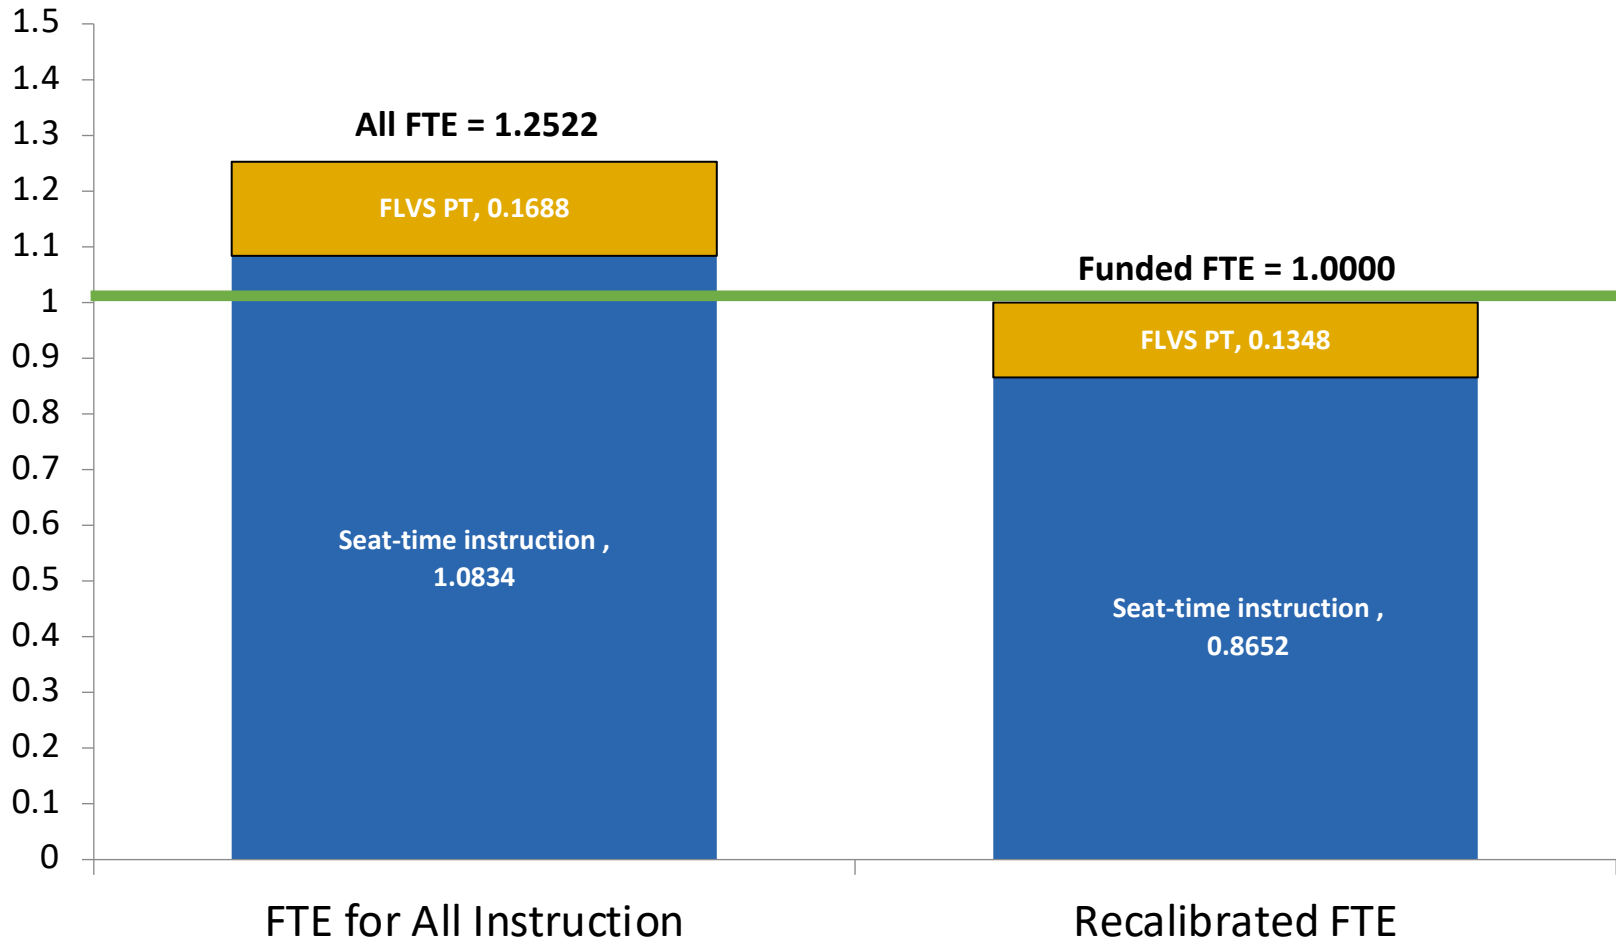 1.5
1.4
1.3
1.2
1.1
1
0.9
0.8
0.7
0.6
0.5
0.4
0.3
0.2
0.1
0
All FTE = 1.2522
FLVS PT, 0.1688
Seat-time instruction ,
1.0834
Funded FTE = 1.0000
FLVS PT, 0.1348
Seat-time instruction ,
0.8652
FTE for All Instruction
Recalibrated FTE